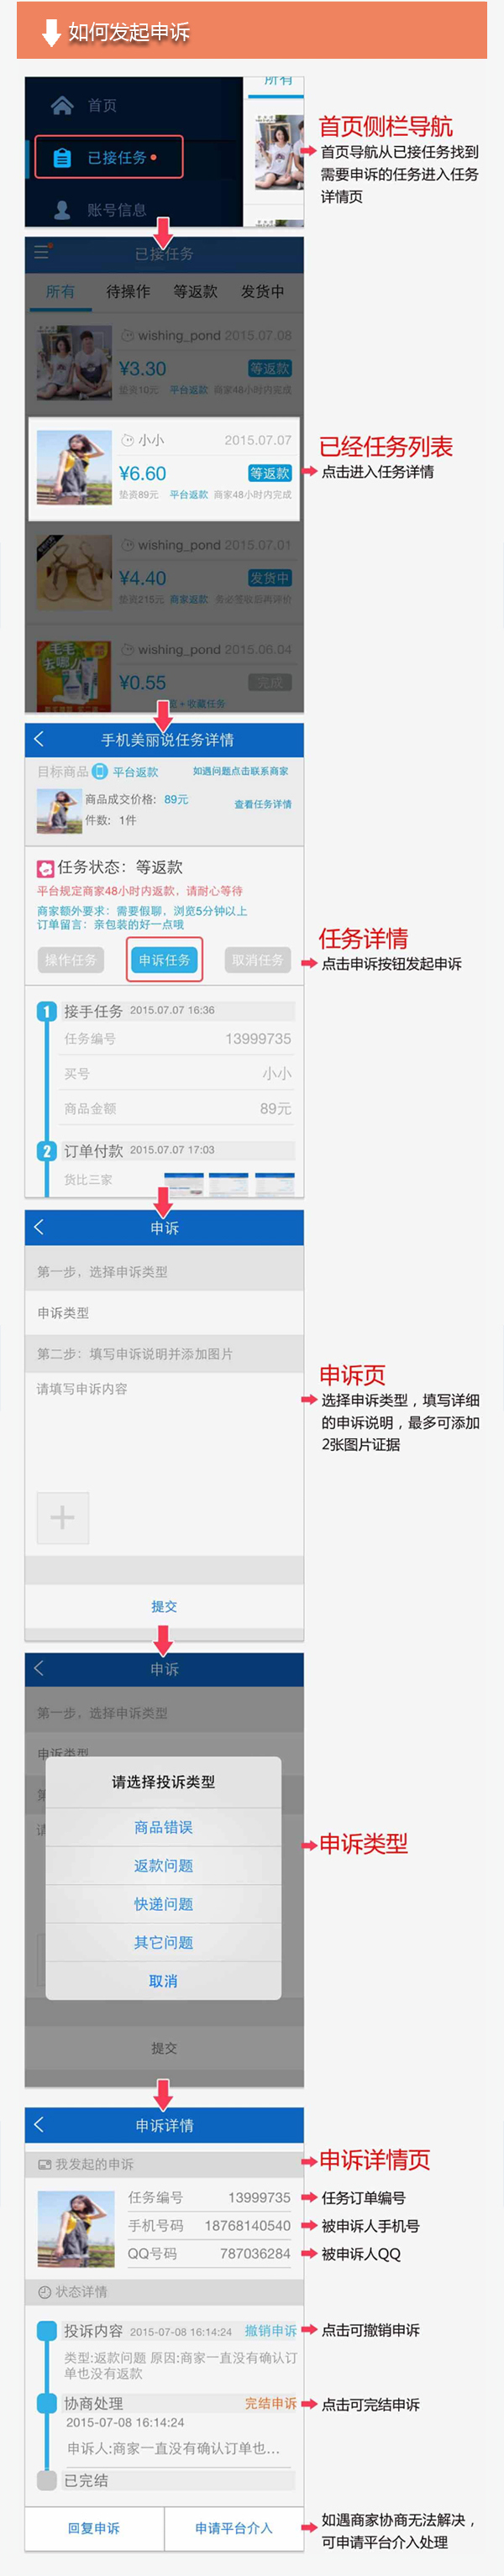 如何发起申诉
所有
首页
首页侧栏导航
已接任务
首页导航从已接任务找到
需要申诉的任务进入任务
详情页
账号信息
已接任务
所有 待操作 等返款 发货中
wishing_pond 2015.07.08
¥3.30 等返款
垫资10元 平台返款 商家48小时内完成
小小 2015.07.07
已经任务列表
¥6.60 等返款
点击进入任务详情
垫资89元 平台返款 商家48小时内完成
wishing_pond 2015.07.01
¥4.40 发货中
垫资215元 商家返款 务必签收后再评价
毛毛
去哪儿
wishing_pond 2015.06.04
¥0.55 完成
+收藏任务
手机美丽说任务详情
目标商品 平台返款 如遇问题点击联系商家
商品成交价格: 89元 查看任务详情
件数: 1件
任务状态：等返款
平台规定商家48小时内返款，请耐心等待
商家额外要求：需要假聊，浏览5分钟以上
订单留言：亲包装的好一点哦
任务详情
操作任务 申诉任务 取消任务
点击申诉按钮发起申诉
1 接手任务 2015.07.07 16:36
任务编号 13999735
买号 小小
商品金额 89元
2 订单付款 2015.07.07 17:03
货比三家
申诉
第一步，选择申诉类型
申诉类型
第二步：填写申诉说明并添加图片
请填写申诉内容
申诉页
选择申诉类型，填写详细
的申诉说明，最多可添加
2张图片证据
提交
申诉
第一步，选择申诉类型
申诉类型
请选择投诉类型
商品错误
申诉类型
返款问题
快递问题
其它问题
取消
提交
申诉详情
我发起的申诉
申诉详情页
任务编号 13999735
任务订单编号
手机号码 18768140540
被申诉人手机号
QQ号码 787036284
被申诉人QQ
状态详情
投诉内容 2015-07-08 16:14:24 撤销申诉
点击可撤销申诉
类型:返款问题 原因:商家一直没有确认订
单也没有返款
协商处理 完结申诉
点击可完结申诉
2015-07-08 16:14:24
申诉人:商家一直没有确认订单也...
已完结
回复申诉 申请平台介入
如遇商家协商无法解决，
可申请平台介入处理